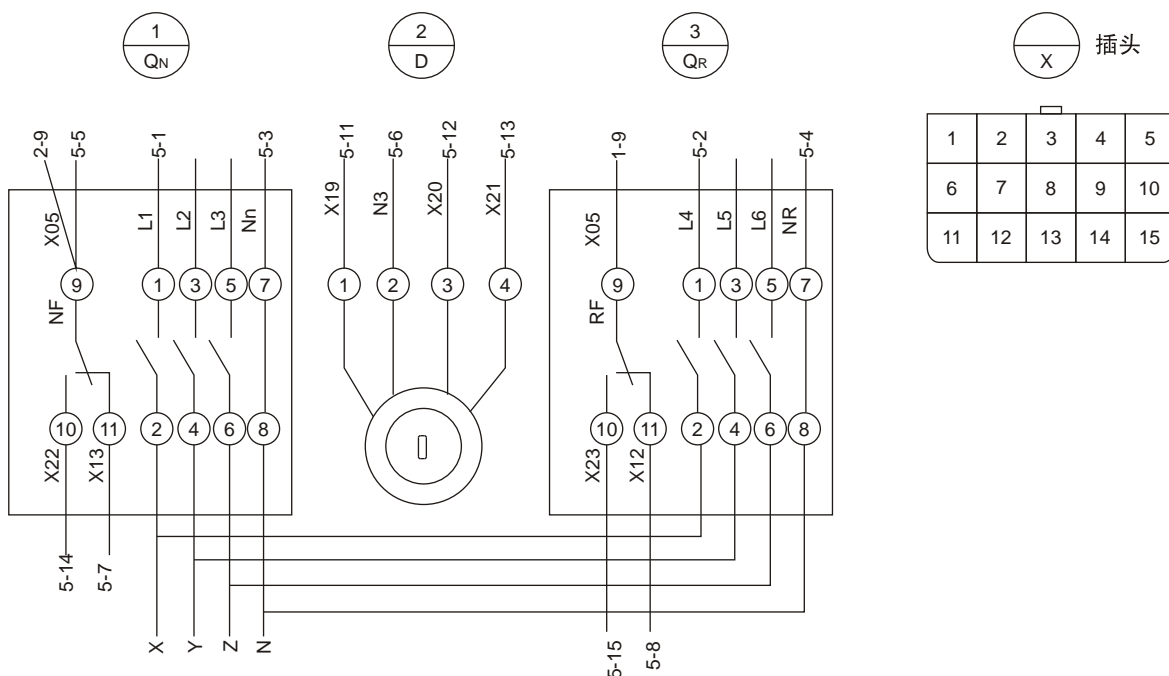 1
QN
2
D
3
QR
X
插头
2-9
5-5
5-1
5-3
5-11
5-6
5-12
5-13
1-9
5-2
5-4
X05
L1
L2
L3
Nn
X19
N3
X20
X21
X05
L4
L5
L6
NR
1
2
3
4
5
6
7
8
9
10
11
12
13
14
15
9
1
3
5
7
1
2
3
4
9
1
3
5
7
NF
RF
10
11
2
4
6
8
10
11
2
4
6
8
X22
X13
X23
X12
5-14
5-7
X
Y
Z
N
5-15
5-8